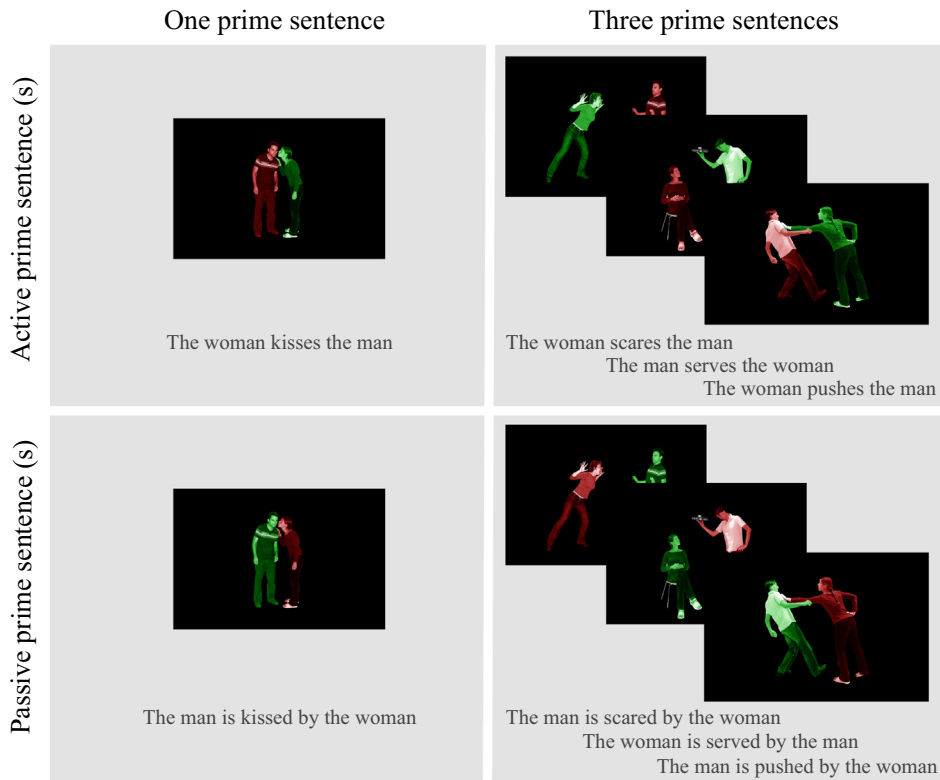 One prime sentence
Three prime sentences
Active prime sentence (s)
The woman kisses the man
The woman scares the man
The man serves the woman
The woman pushes the man
Passive prime sentence (s)
The man is kissed by the woman
The man is scared by the woman
The woman is served by the man
The man is pushed by the woman